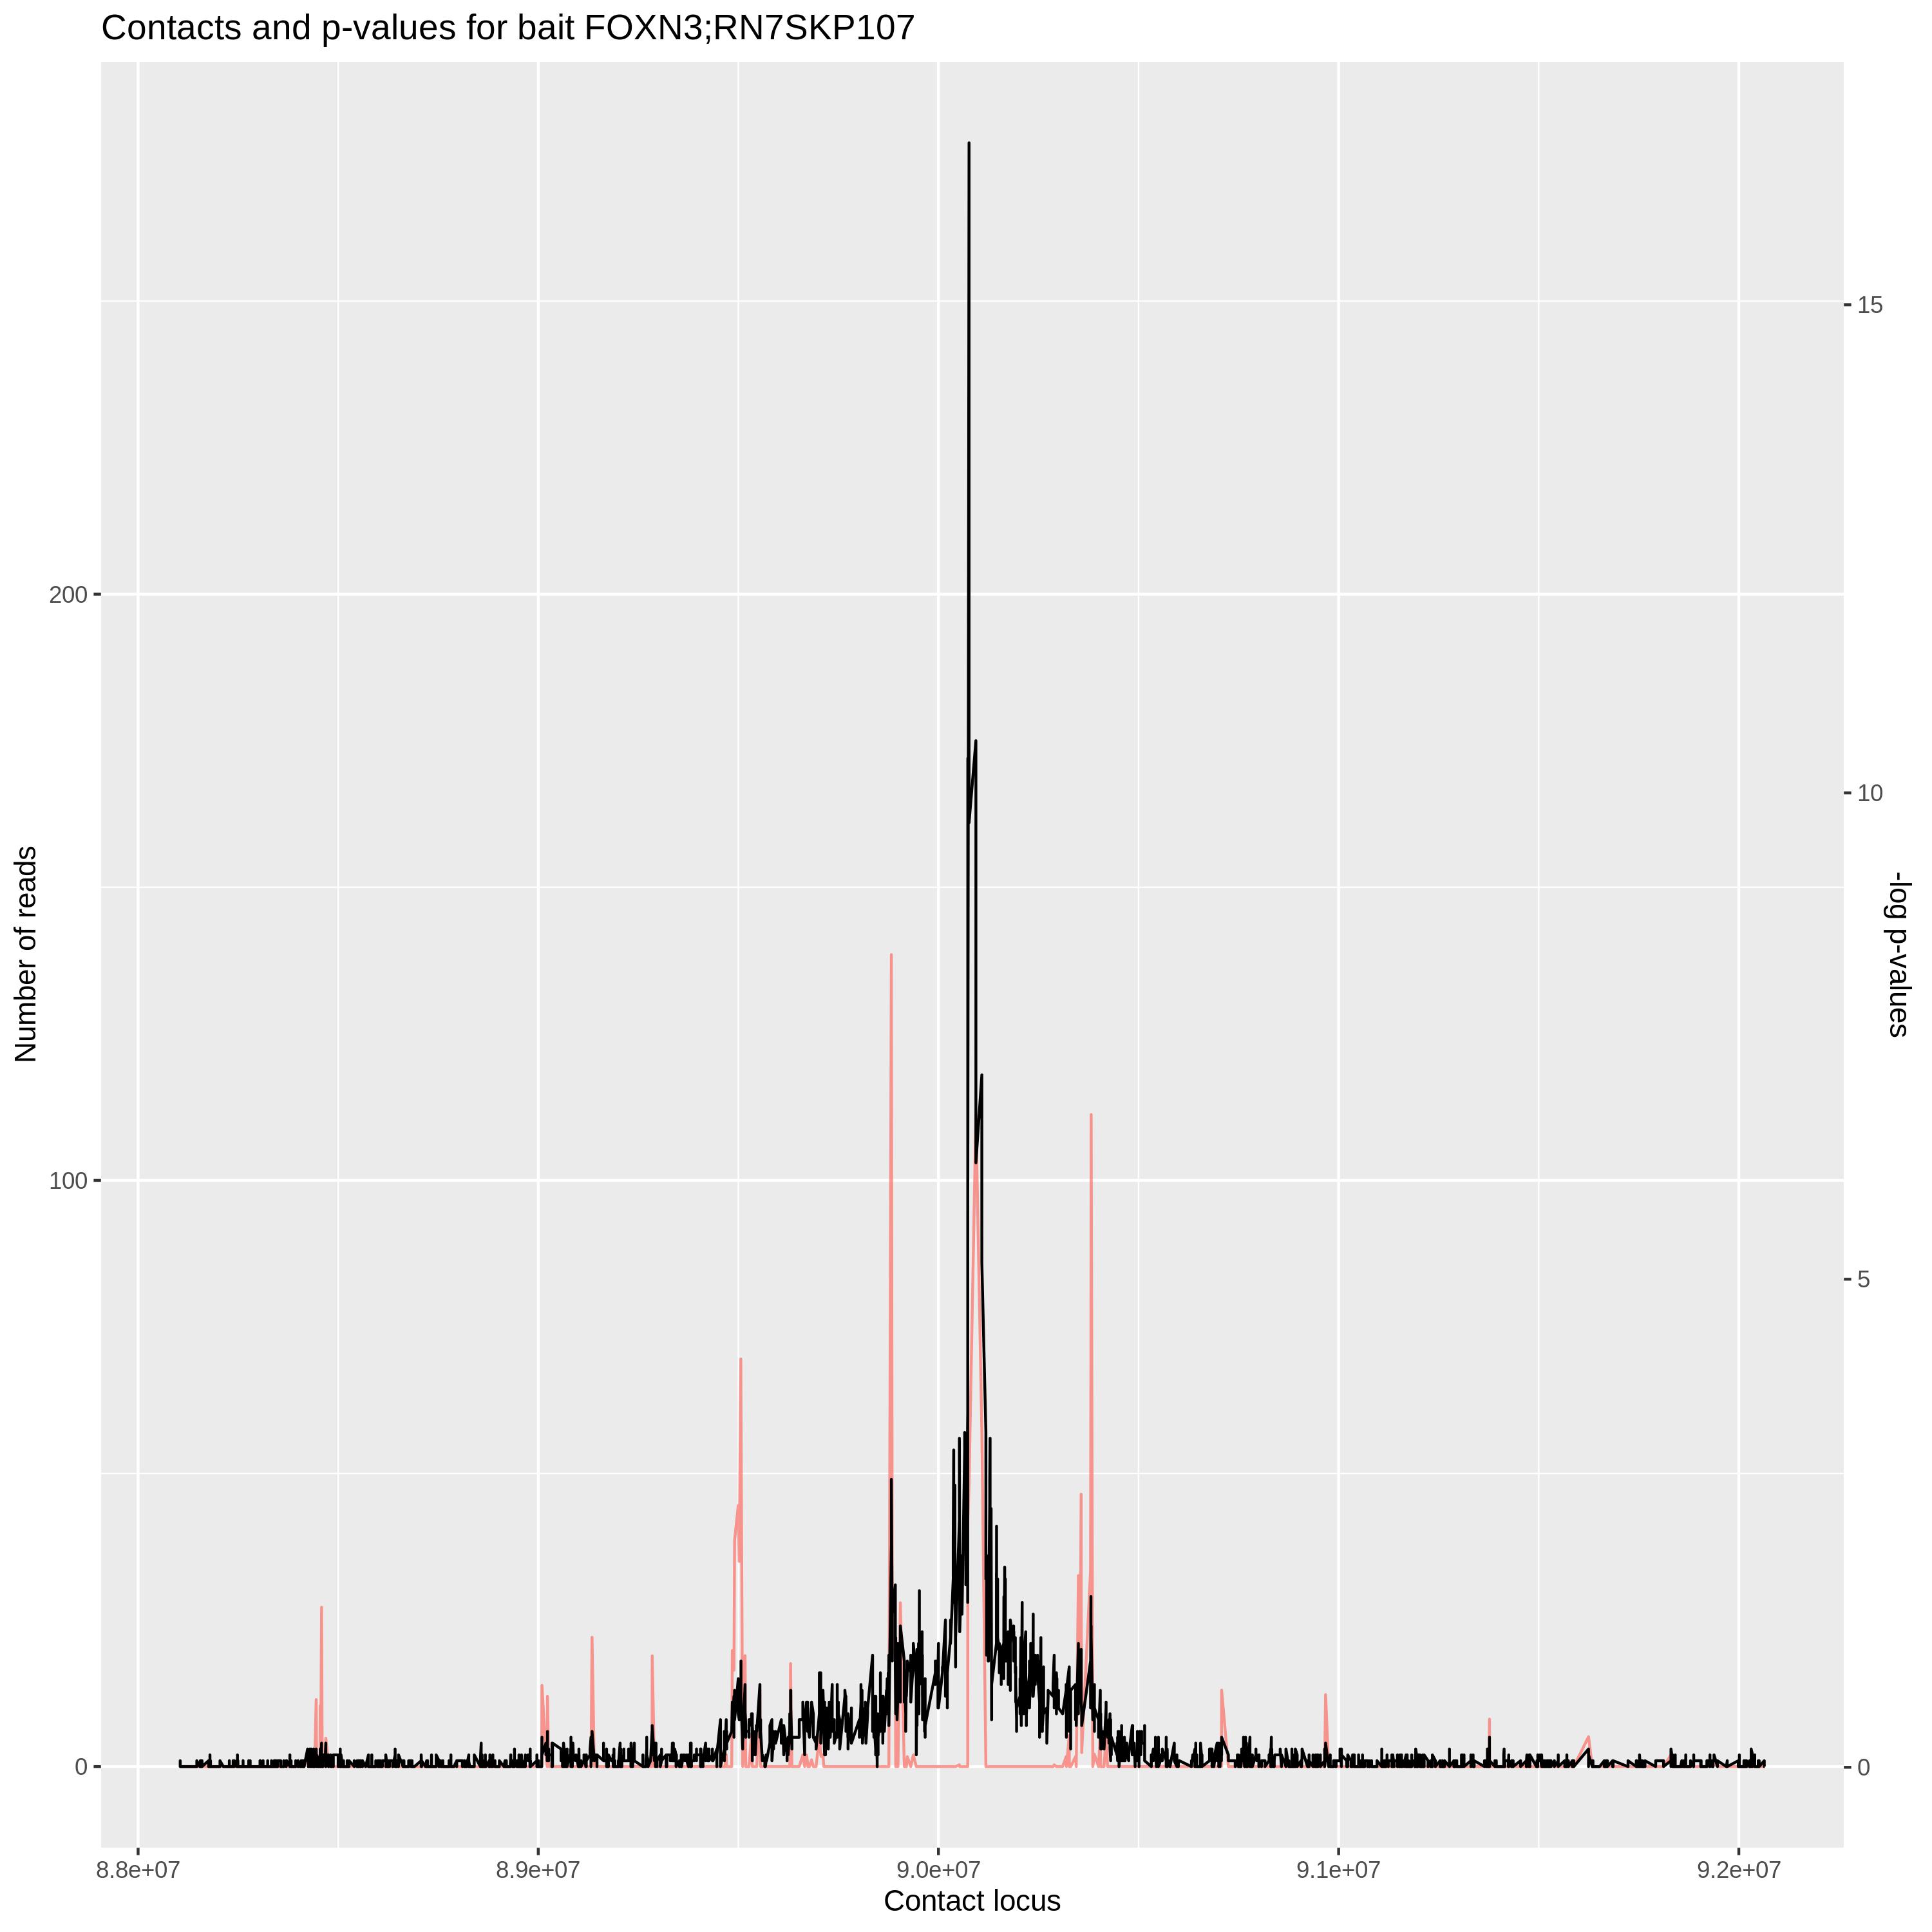 Contacts and p-values for bait FOXN3;RN7SKP107
Number of reads
200
100
0
15
10
5
0
-log p-values
8.8e+07
8.9e+07
9.0e+07
9.1e+07
9.2e+07
Contact locus